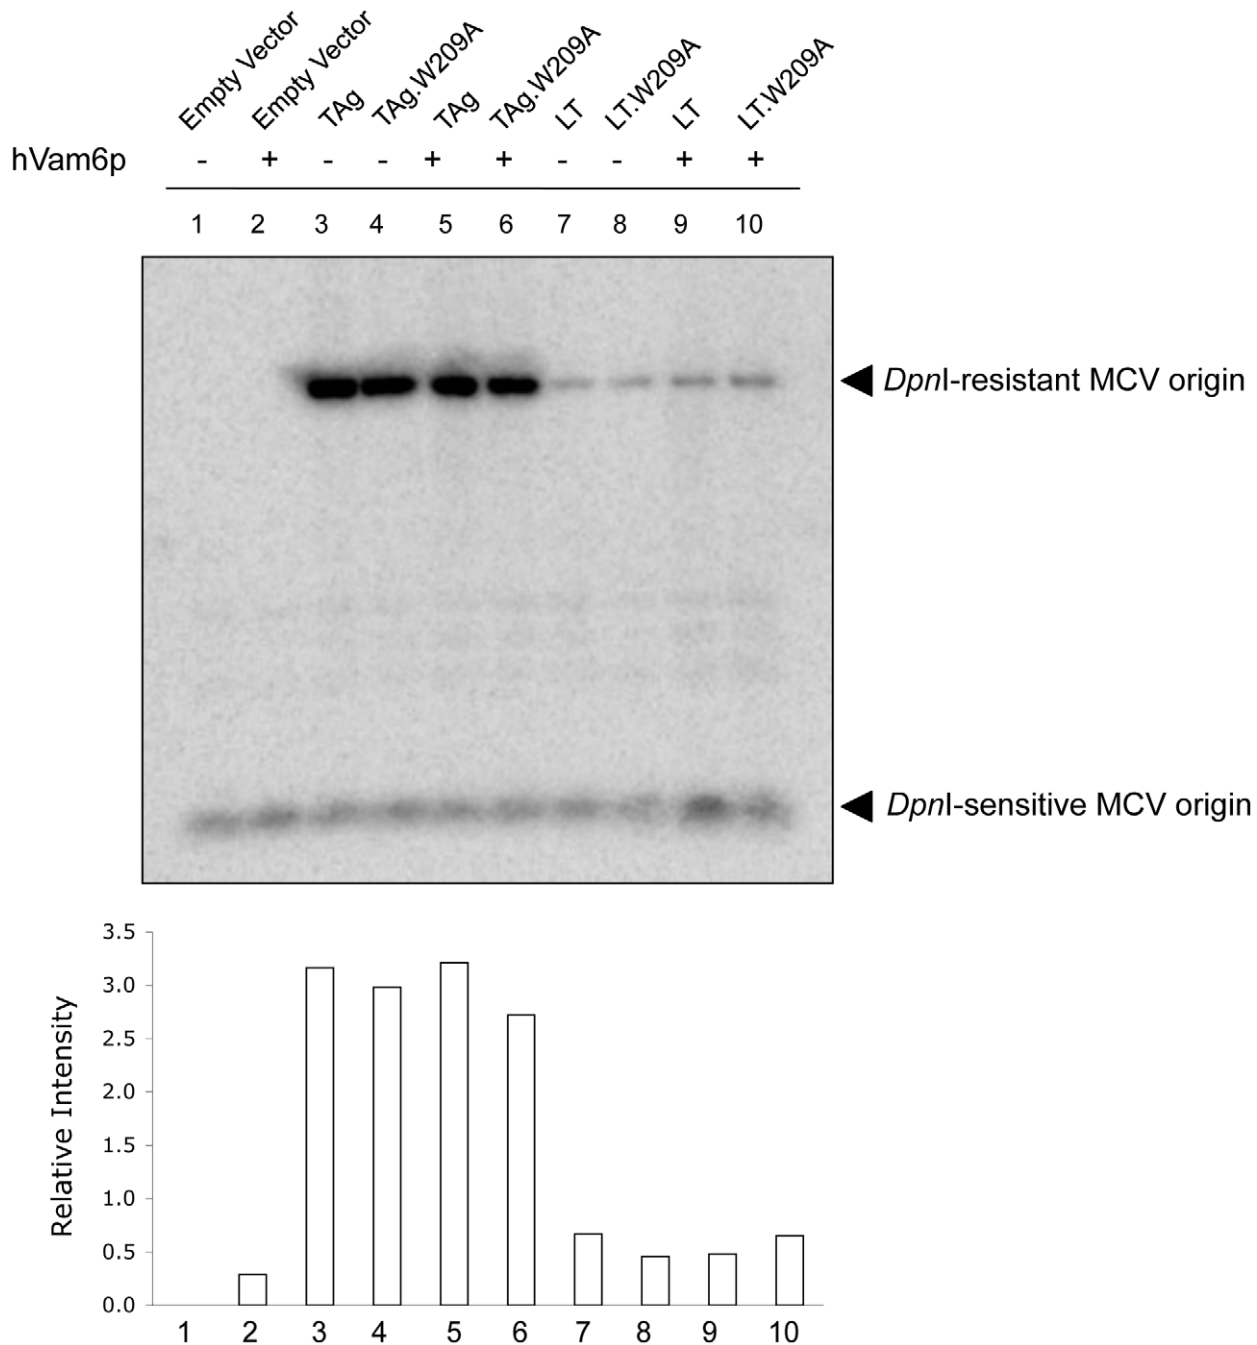 Empty Vector Empty Vector TAg TAg.W209A TAg TAg.W209A LT LT.W209A LT LT.W209A
hVam6p - + - - + + - - + +
1 2 3 4 5 6 7 8 9 10
DpnI-resistant MCV origin
DpnI-sensitive MCV origin
3.5
3.0
2.5
2.0
1.5
1.0
0.5
0.0
Relative Intensity
1 2 3 4 5 6 7 8 9 10